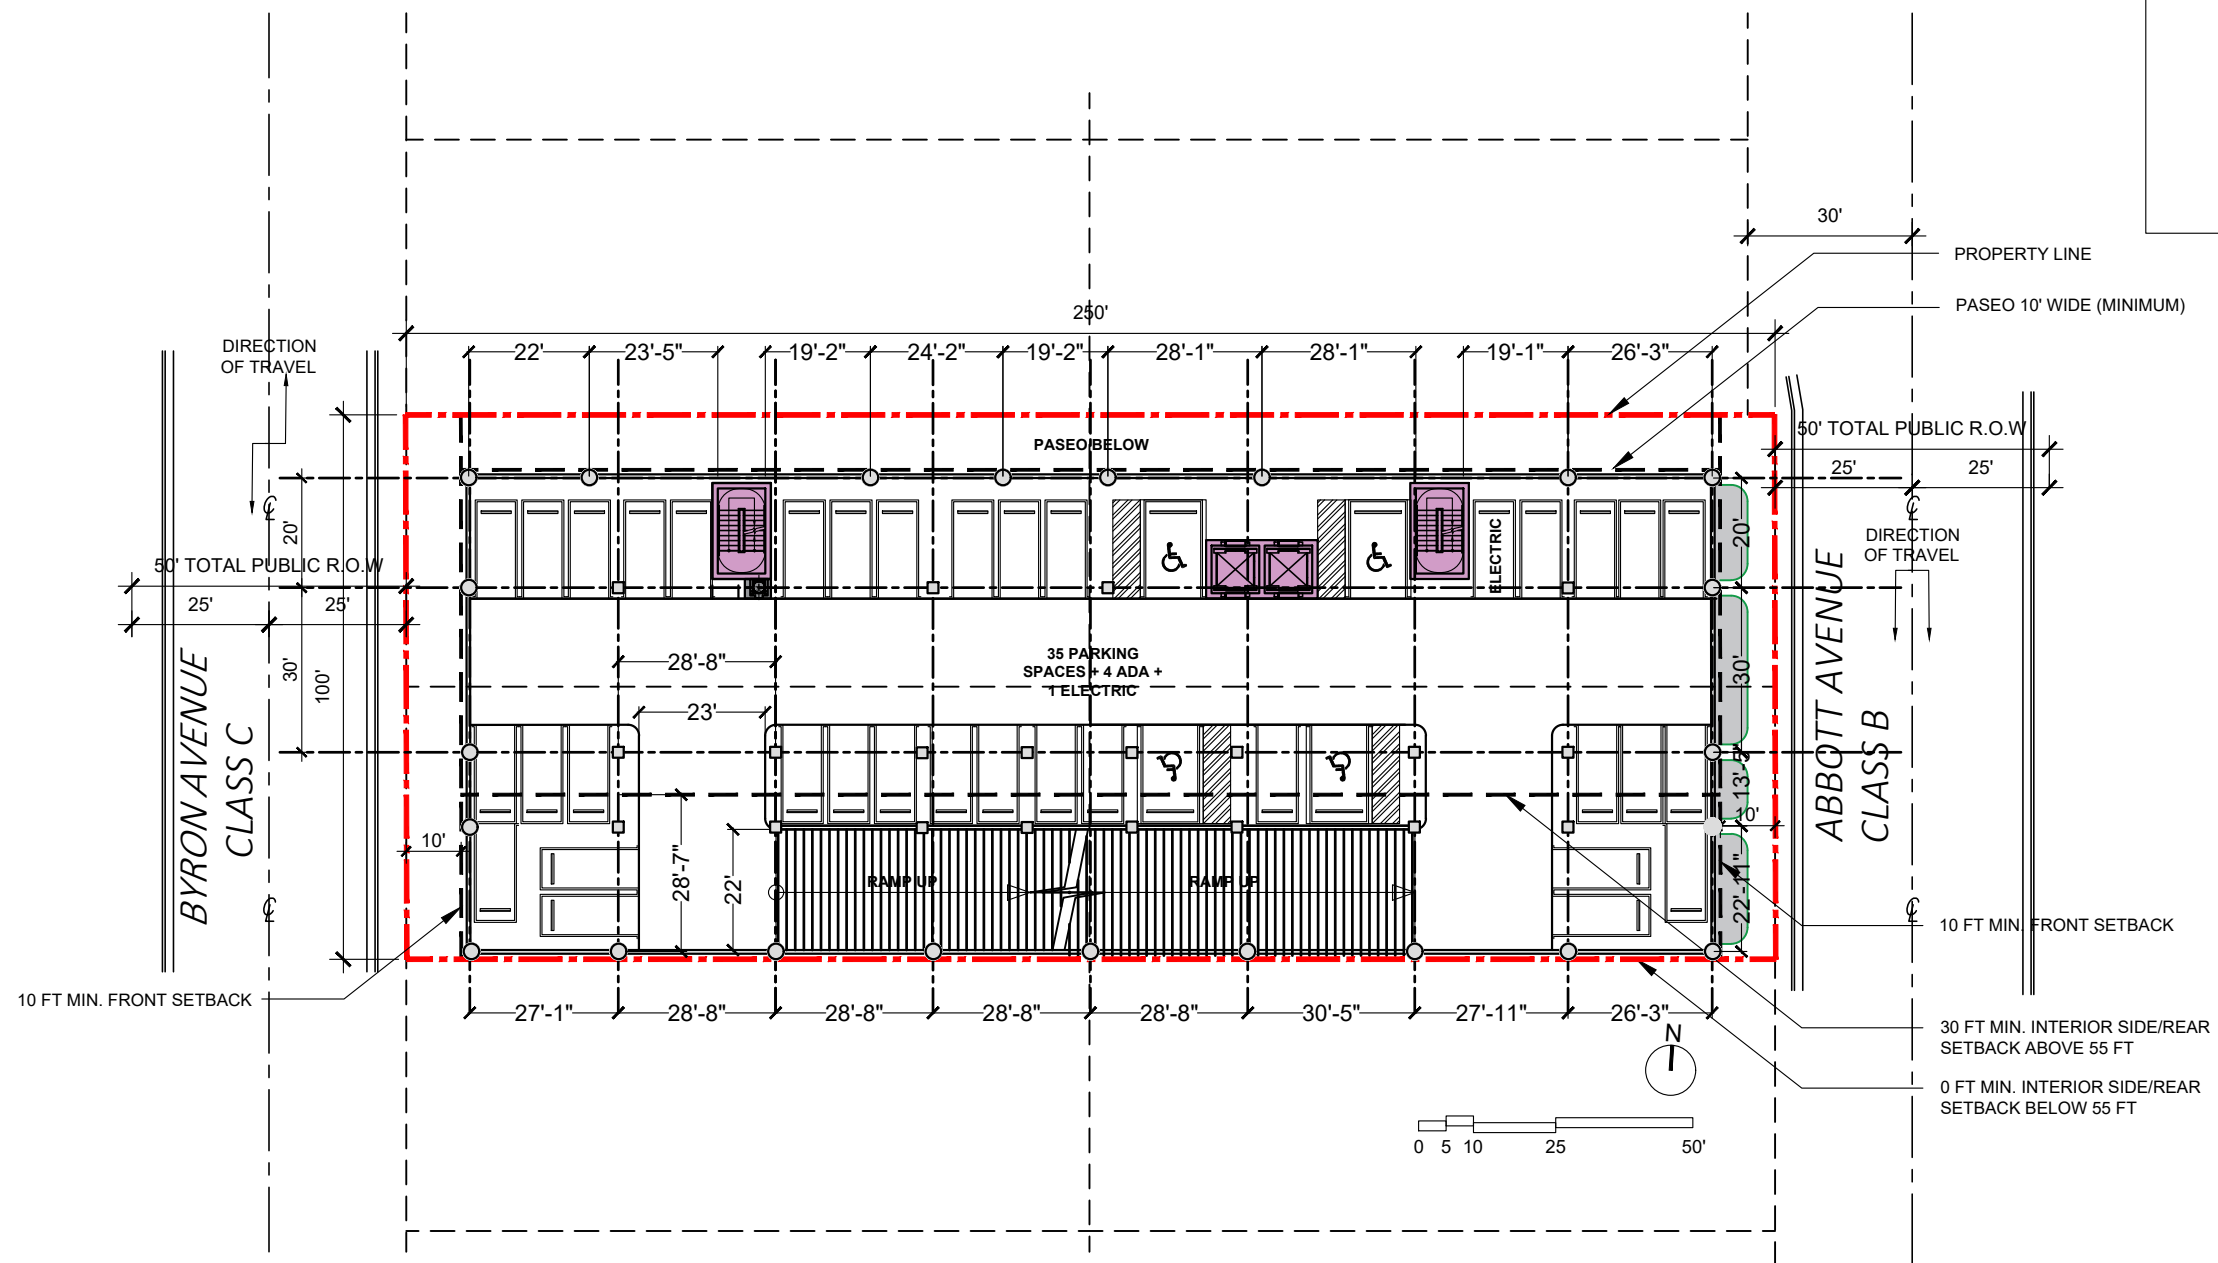 30'
PROPERTY LINE
PASEO 10' WIDE (MINIMUM)
250'
DIRECTION
OF TRAVEL
22'
23'-5"
19'-2"
24'-2"
19'-2"
28'-1"
28'-1"
19'-1"
26'-3"
PASEO BELOW
50' TOTAL PUBLIC R.O.W
25'
25'
℄
20'
ELECTRIC
20'
℄
DIRECTION
OF TRAVEL
50' TOTAL PUBLIC R.O.W
25'
25'
30'
100'
28'-8"
35 PARKING
SPACES + 4 ADA +
1 ELECTRIC
30'
23'
BYRON AVENUE
CLASS C
ABBOTT AVENUE
CLASS B
13'-5"
10'
10'
28'-7"
22'
RAMP UP
RAMP UP
22'-11"
℄
℄
10 FT MIN. FRONT SETBACK
10 FT MIN. FRONT SETBACK
27'-1"
28'-8"
28'-8"
28'-8"
28'-8"
30'-5"
27'-11"
26'-3"
N
30 FT MIN. INTERIOR SIDE/REAR
SETBACK ABOVE 55 FT
0 FT MIN. INTERIOR SIDE/REAR
SETBACK BELOW 55 FT
0 5 10 25 50'